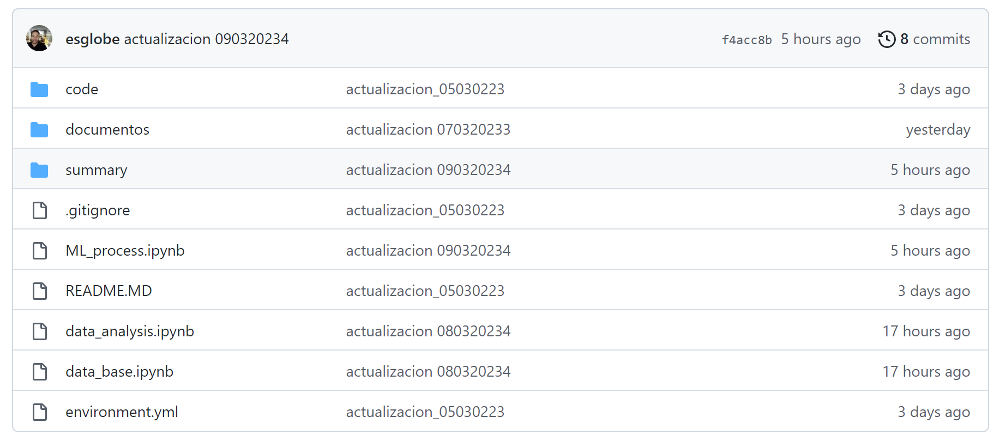 esglobe actualizacion 090320234 f4acc8b 5 hours ago 8 commits
code actualizacion_05030223 3 days ago
documentos actualizacion 070320233 yesterday
summary actualizacion 090320234 5 hours ago
.gitignore actualizacion_05030223 3 days ago
ML_process.ipynb actualizacion 090320234 5 hours ago
README.MD actualizacion_05030223 3 days ago
data_analysis.ipynb actualizacion 080320234 17 hours ago
data_base.ipynb actualizacion 080320234 17 hours ago
environment.yml actualizacion_05030223 3 days ago